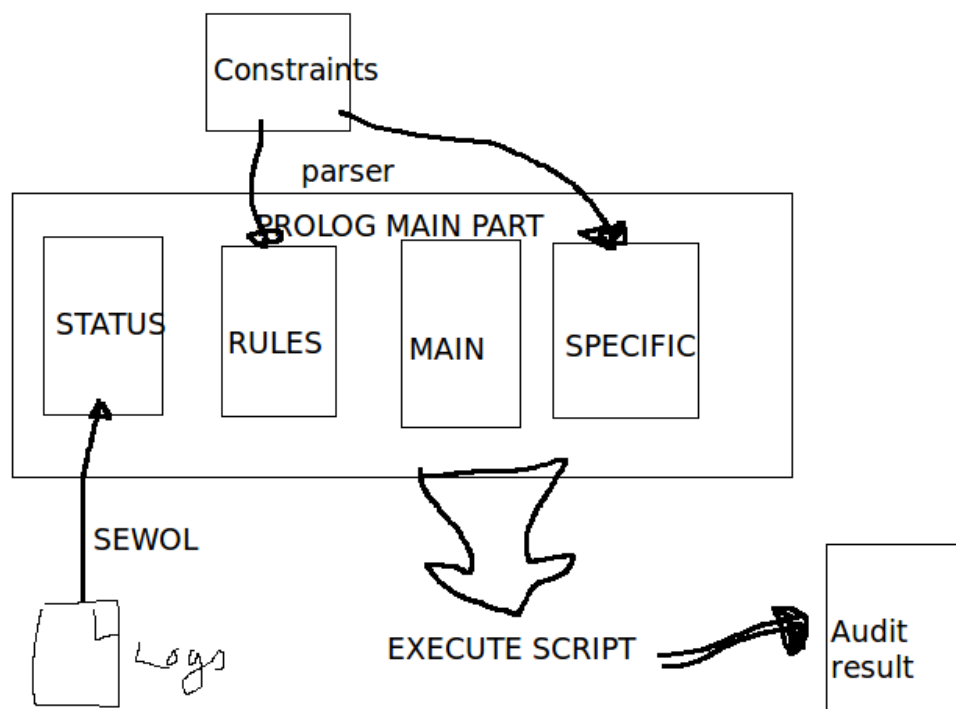 Constraints
parser
PROLOG MAIN PART
STATUS
RULES
MAIN
SPECIFIC
SEWOL
Logs
EXECUTE SCRIPT
Audit
result